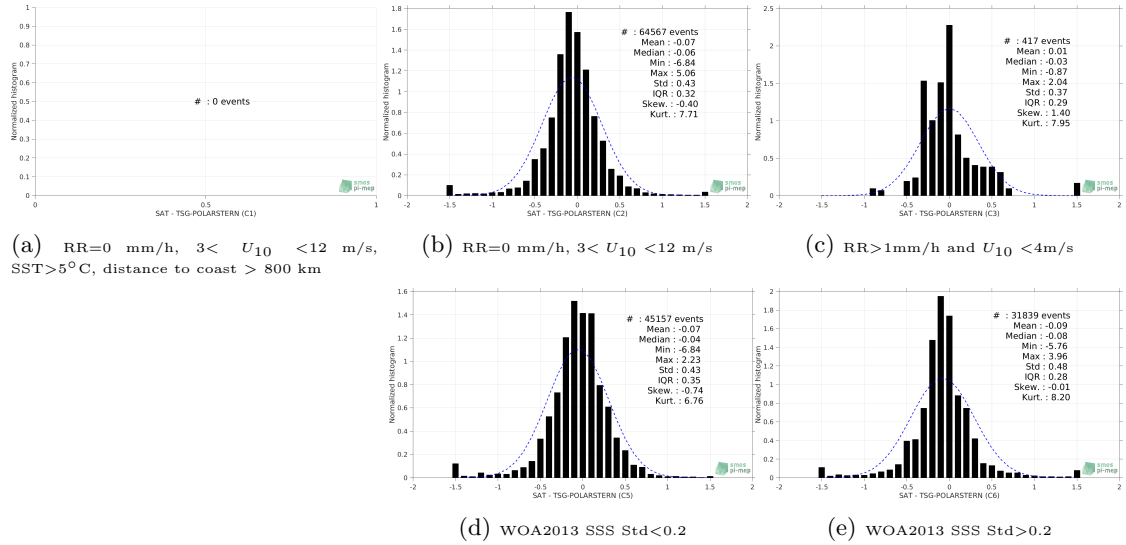 1
0.9
0.8
0.7
0.6
0.5
0.4
0.3
0.2
0.1
0
Normalized histogram
# : 0 events
0 0.5 1
SAT - TSG-POLARSTERN (C1)
smos
pi-mep
(a) RR=0 mm/h, 3< U10 <12 m/s,
SST>5°C, distance to coast > 800 km
1.8
1.6
1.4
1.2
1
0.8
0.6
0.4
0.2
0
Normalized histogram
# : 64567 events
Mean : -0.07
Median : -0.06
Min : -6.84
Max : 5.06
Std : 0.43
IQR : 0.32
Skew. : -0.40
Kurt. : 7.71
-2 -1.5 -1 -0.5 0 0.5 1 1.5 2
SAT - TSG-POLARSTERN (C2)
smos
pi-mep
(b) RR=0 mm/h, 3< U10 <12 m/s
2.5
2
1.5
1
0.5
0
Normalized histogram
# : 417 events
Mean : 0.01
Median : -0.03
Min : -0.87
Max : 2.04
Std : 0.37
IQR : 0.29
Skew. : 1.40
Kurt. : 7.95
-2 -1.5 -1 -0.5 0 0.5 1 1.5 2
SAT - TSG-POLARSTERN (C3)
smos
pi-mep
(c) RR>1mm/h and U10 <4m/s
1.6
1.4
1.2
1
0.8
0.6
0.4
0.2
0
Normalized histogram
# : 45157 events
Mean : -0.07
Median : -0.04
Min : -6.84
Max : 2.23
Std : 0.43
IQR : 0.35
Skew. : -0.74
Kurt. : 6.76
-2 -1.5 -1 -0.5 0 0.5 1 1.5 2
SAT - TSG-POLARSTERN (C5)
smos
pi-mep
(d) WOA2013 SSS Std<0.2
2
1.8
1.6
1.4
1.2
1
0.8
0.6
0.4
0.2
0
Normalized histogram
# : 31839 events
Mean : -0.09
Median : -0.08
Min : -5.76
Max : 3.96
Std : 0.48
IQR : 0.28
Skew. : -0.01
Kurt. : 8.20
-2 -1.5 -1 -0.5 0 0.5 1 1.5 2
SAT - TSG-POLARSTERN (C6)
smos
pi-mep
(e) WOA2013 SSS Std>0.2